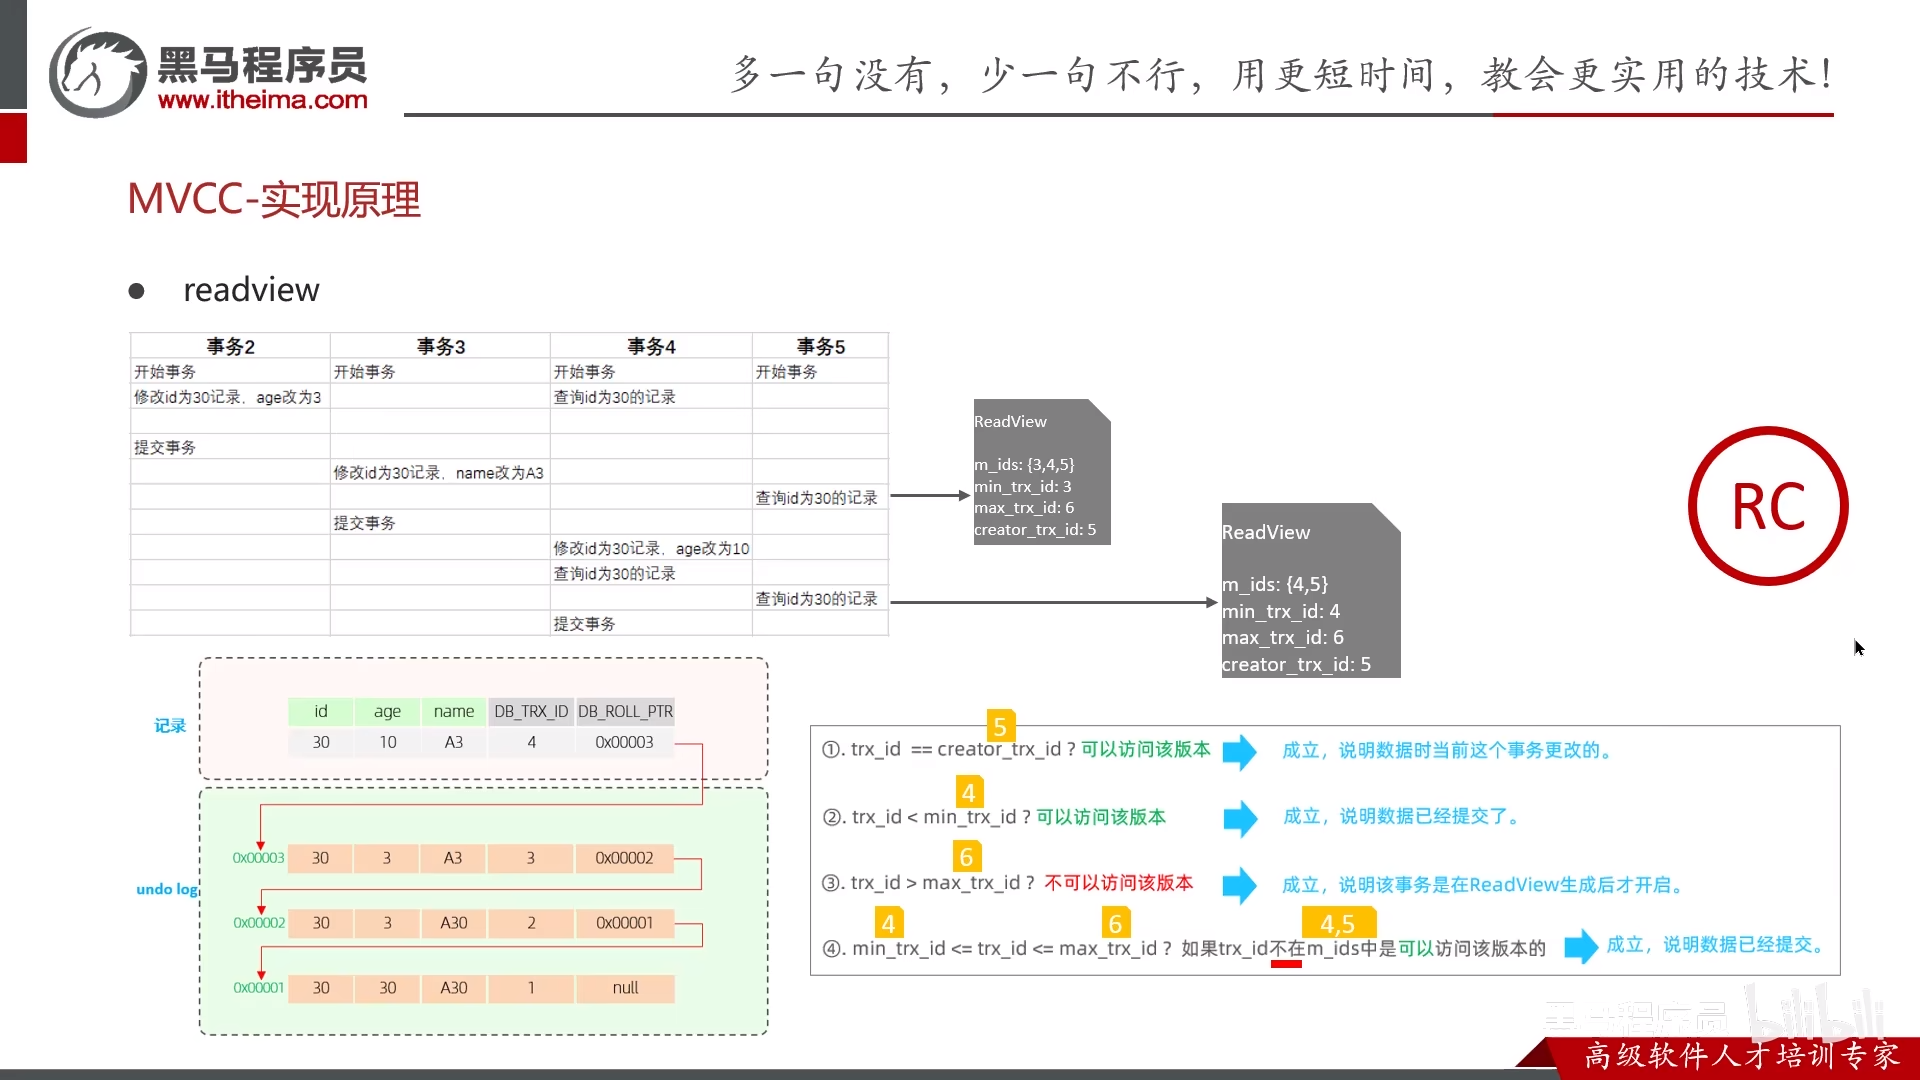 黑马程序员
www.itheima.com
多一句没有，少一句不行，用更短时间，教会更实用的技术！
MVCC-实现原理
● readview
事务2 事务3 事务4 事务5
开始事务 开始事务 开始事务 开始事务
修改id为30记录，age改为3 查询id为30的记录
提交事务
修改id为30记录，name改为A3
查询id为30的记录
提交事务
修改id为30记录，age改为10
查询id为30的记录
查询id为30的记录
提交事务
ReadView
m_ids: {3,4,5}
min_trx_id: 3
max_trx_id: 6
creator_trx_id: 5
ReadView
m_ids: {4,5}
min_trx_id: 4
max_trx_id: 6
creator_trx_id: 5
RC
记录
id age name DB_TRX_ID DB_ROLL_PTR
30 10 A3 4 0x00003
undo log
0x00003 30 3 A3 3 0x00002
0x00002 30 3 A30 2 0x00001
0x00001 30 30 A30 1 null
5
①. trx_id == creator_trx_id ? 可以访问该版本 成立，说明数据时当前这个事务更改的。
4
②. trx_id < min_trx_id ? 可以访问该版本 成立，说明数据已经提交了。
6
③. trx_id > max_trx_id ? 不可以访问该版本 成立，说明该事务是在ReadView生成后才开启。
4 6 4,5
④. min_trx_id <= trx_id <= max_trx_id ? 如果trx_id不在m_ids中是可以访问该版本的 成立，说明数据已经提交。
黑马程序员 bilibili
高级软件人才培训专家